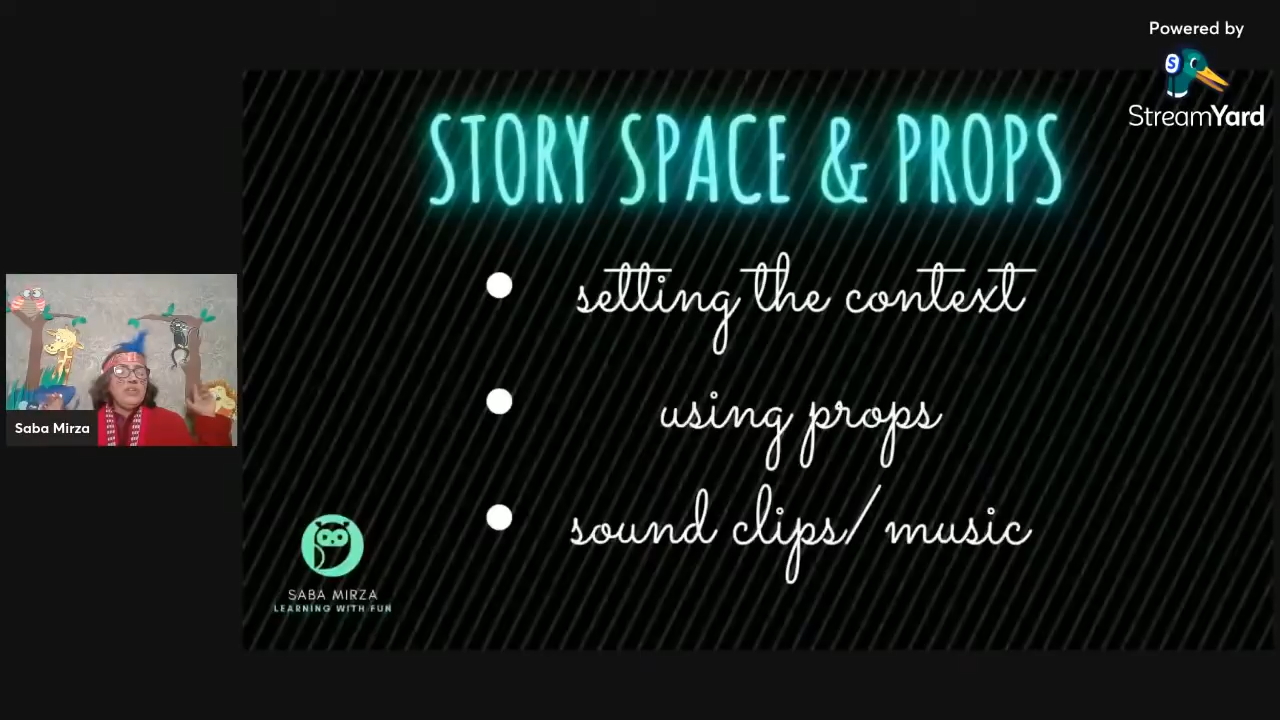 Powered by
StreamYard
STORY SPACE & PROPS
setting the context
using props
sound clips/ music
Saba Mirza
SABA MIRZA
LEARNING WITH FUN